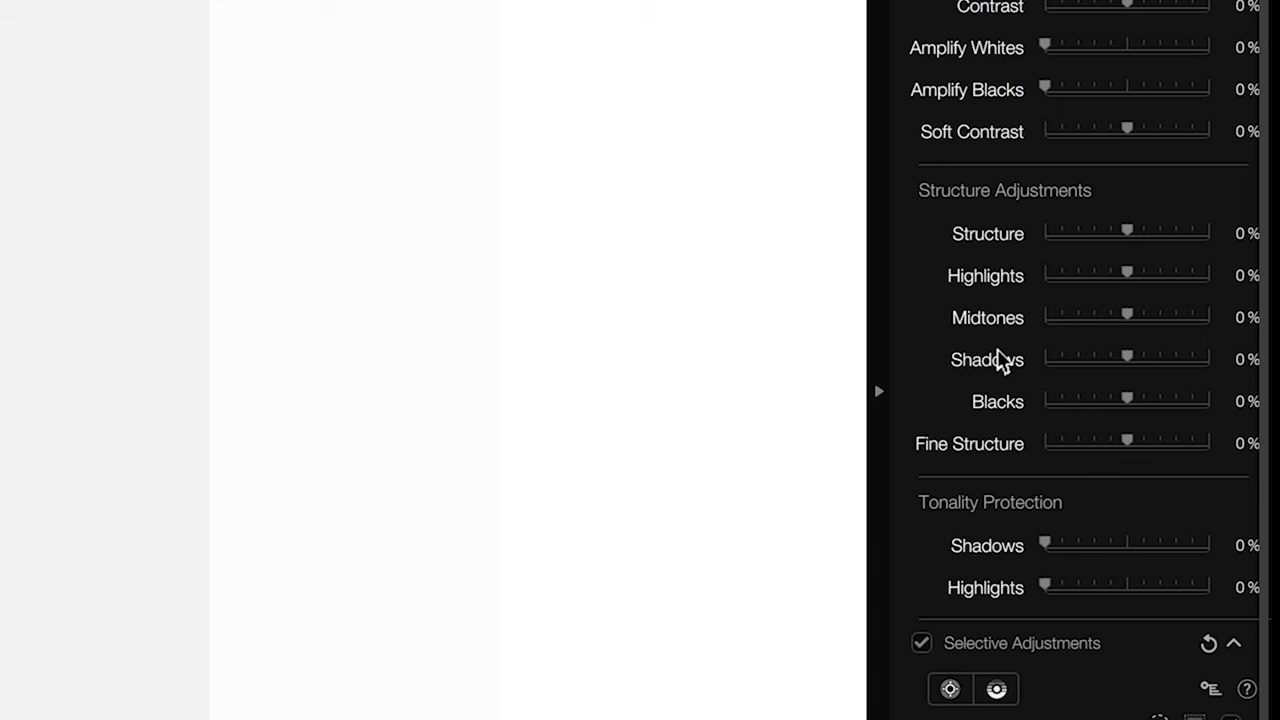 Contrast 0 %
Amplify Whites 0 %
Amplify Blacks 0 %
Soft Contrast 0 %
Structure Adjustments
Structure 0 %
Highlights 0 %
Midtones 0 %
Shadows 0 %
Blacks 0 %
Fine Structure 0 %
Tonality Protection
Shadows 0 %
Highlights 0 %
Selective Adjustments
?